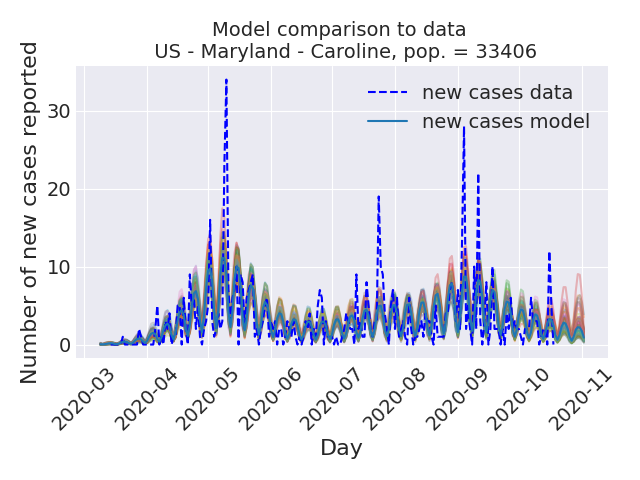 Model comparison to data
US - Maryland - Caroline, pop. = 33406
Number of new cases reported
30
20
10
0
new cases data
new cases model
2020-03
2020-04
2020-05
2020-06
2020-07
2020-08
2020-09
2020-10
2020-11
Day